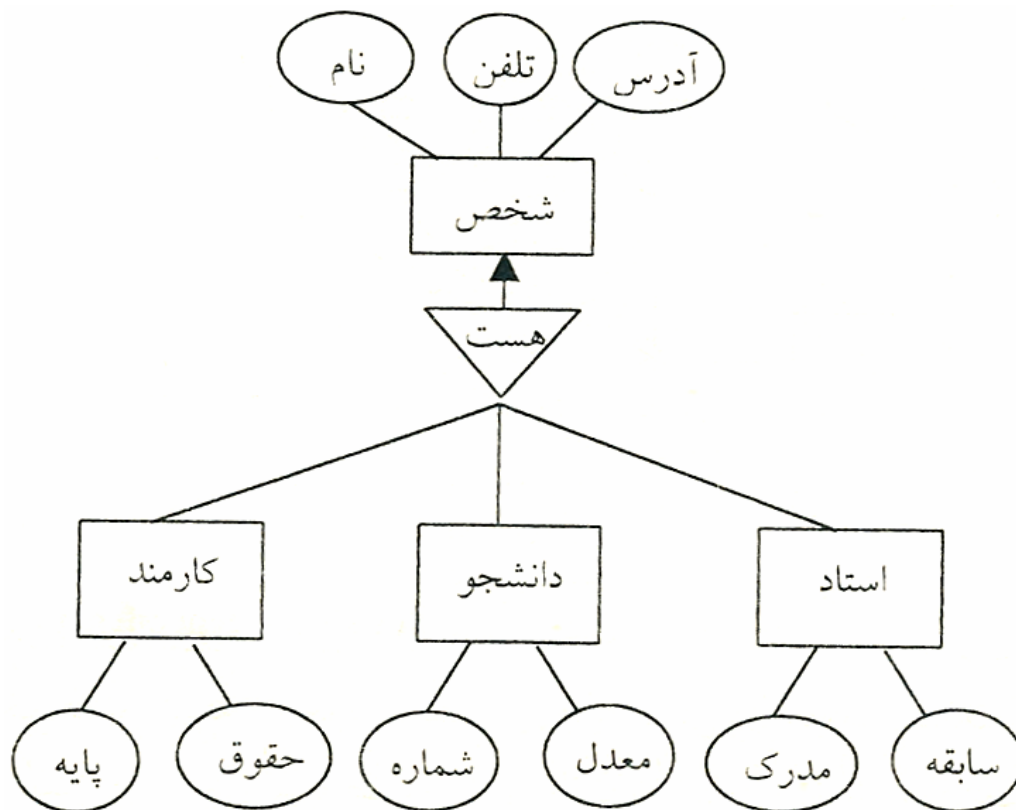 آدرس
تلفن
نام
شخص
هست
استاد
دانشجو
کارمند
سابقه
مدرک
معدل
شماره
حقوق
پایه